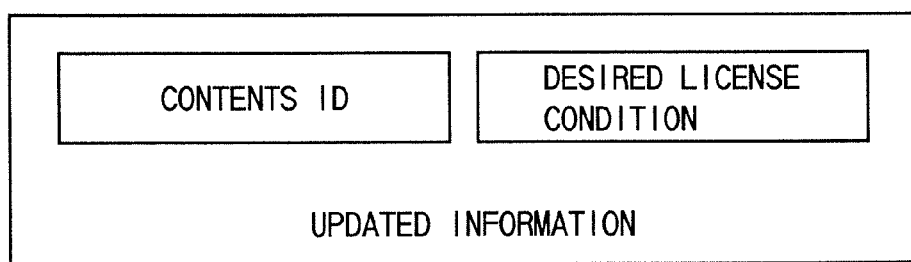 CONTENTS ID
DESIRED LICENSE
CONDITION
UPDATED INFORMATION